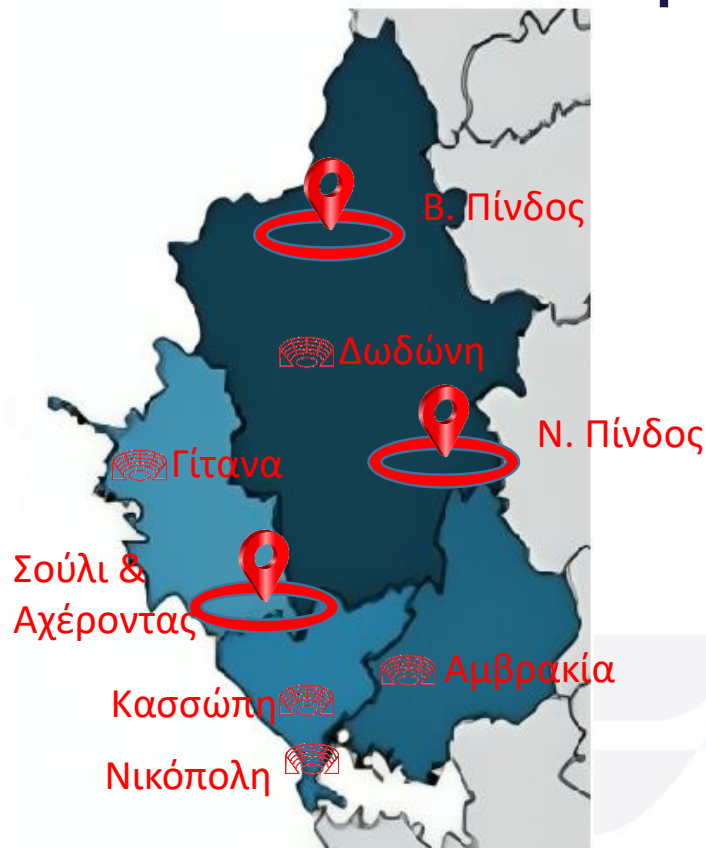 Β. Πίνδος
Δωδώνη
Ν. Πίνδος
Γίτανα
Σούλι &
Αχέροντας
Αμβρακία
Κασσώπη
Νικόπολη